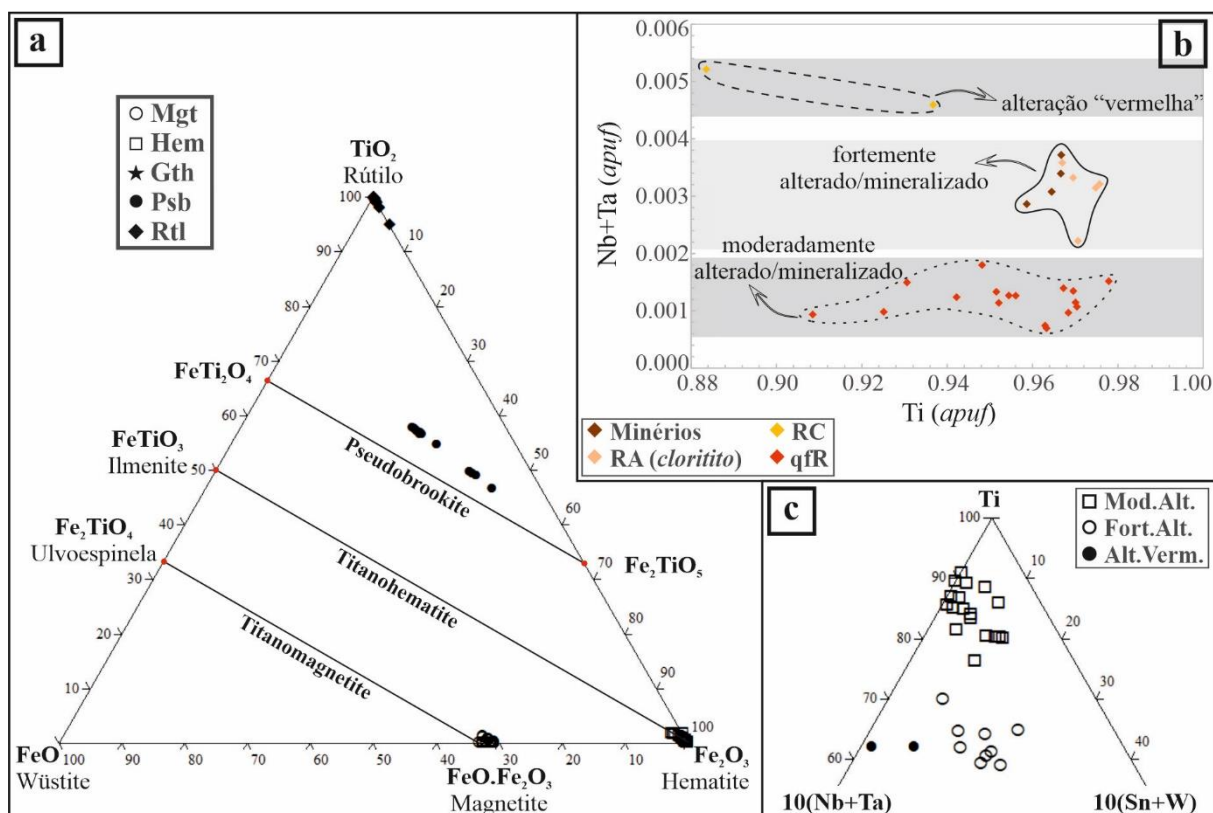 a
Mgt
Hem
Gth
Psb
Rtl
TiO₂
Rútilo
100
90
80
70
60
50
40
30
20
10
10
20
30
40
50
60
70
80
90
100
FeTi₂O₄
FeTiO₃
Ilmenite
Fe₂TiO₄
Ulvoespinela
Pseudobrookite
Titanohematite
Titanomagnetite
Fe₂TiO₅
FeO
Wüstite
100 90 80 70 60 50 40 30 20 10
FeO.Fe₂O₃
Magnetite
Fe₂O₃
Hematite
b
Nb+Ta (apuf)
0.006
0.005
0.004
0.003
0.002
0.001
0.000
alteração “vermelha”
fortemente
alterado/mineralizado
moderadamente
alterado/mineralizado
0.88 0.90 0.92 0.94 0.96 0.98 1.00
Ti (apuf)
Minérios
RC
RA (cloritito)
qfR
c
Ti
Mod.Alt.
Fort.Alt.
Alt.Verm.
100
90
80
70
60
10
20
30
40
10(Nb+Ta)
10(Sn+W)